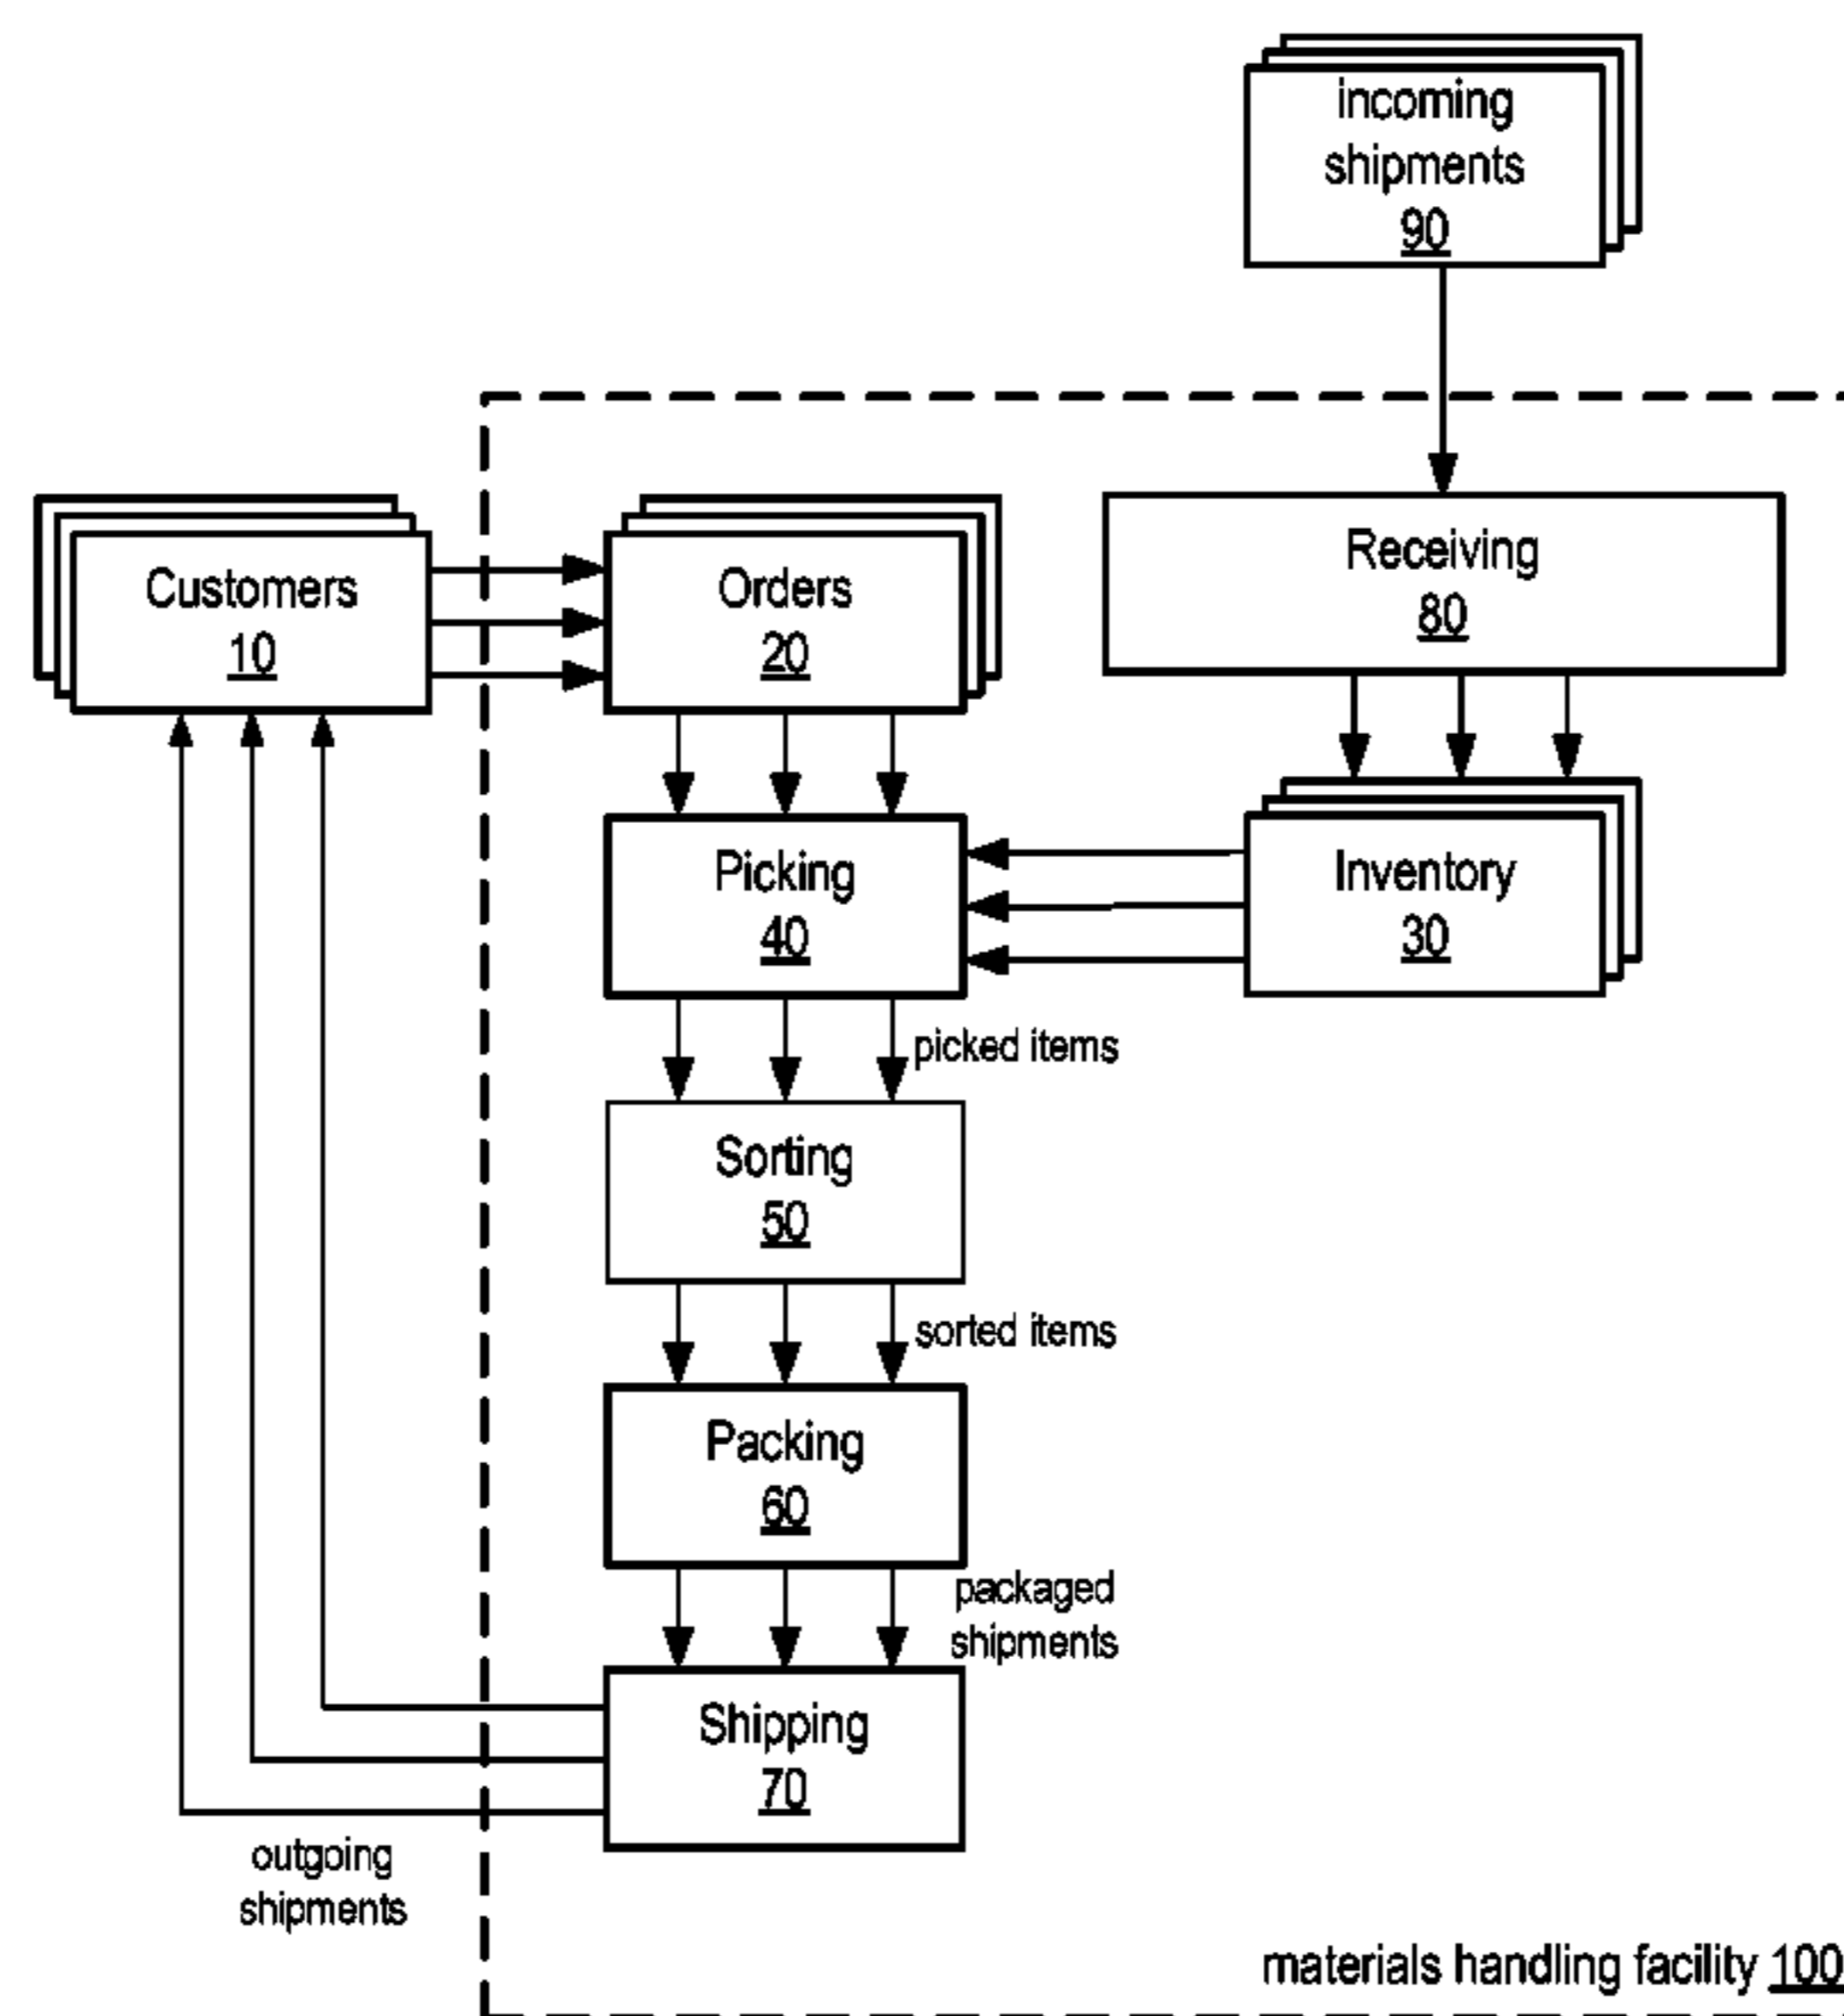 incoming
shipments
90
Customers
10
Orders
20
Receiving
80
Picking
40
Inventory
30
picked items
Sorting
50
sorted items
Packing
60
packaged
shipments
Shipping
70
outgoing
shipments
materials handling facility 100